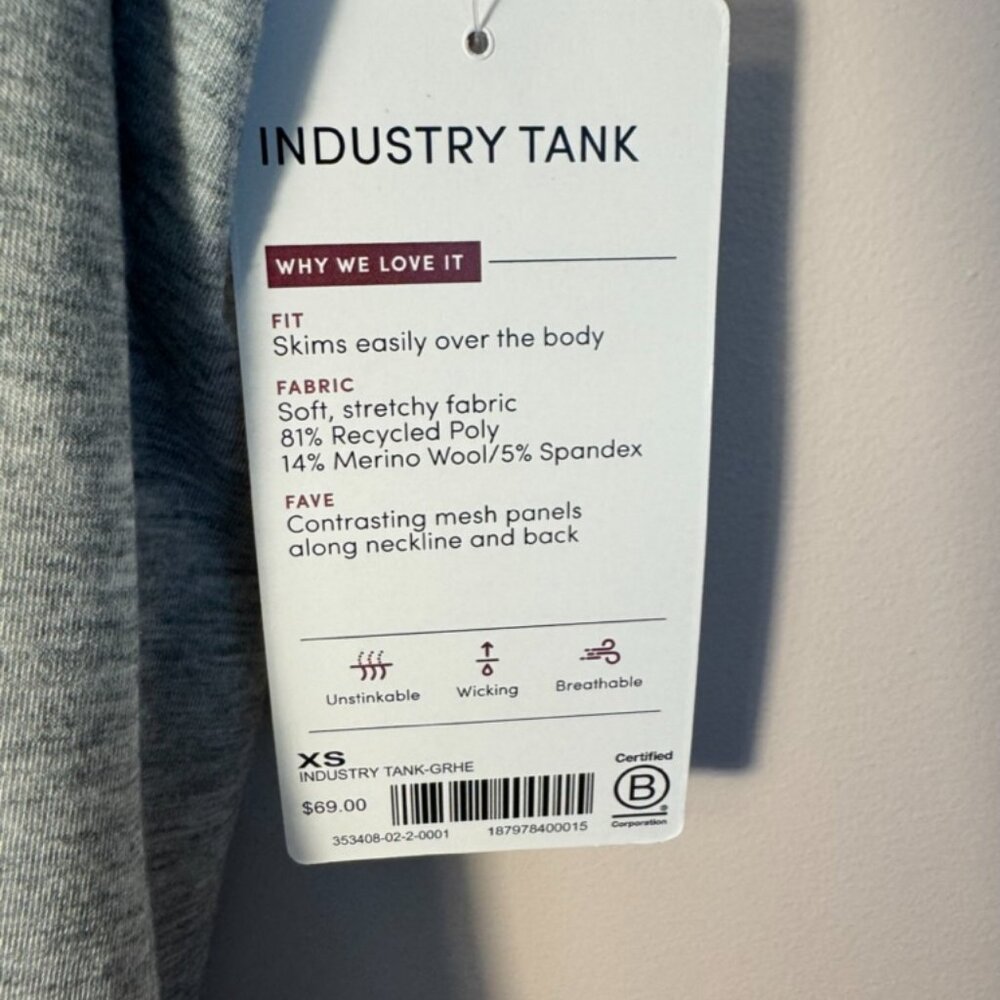 INDUSTRY TANK
WHY WE LOVE IT
FIT
Skims easily over the body
FABRIC
Soft, stretchy fabric
81% Recycled Poly
14% Merino Wool/5% Spandex
FAVE
Contrasting mesh panels
along neckline and back
Unstinkable
Wicking
Breathable
XS
INDUSTRY TANK-GRHE
$69.00
353408-02-2-0001
187978400015
Certified
B
®
Corporation